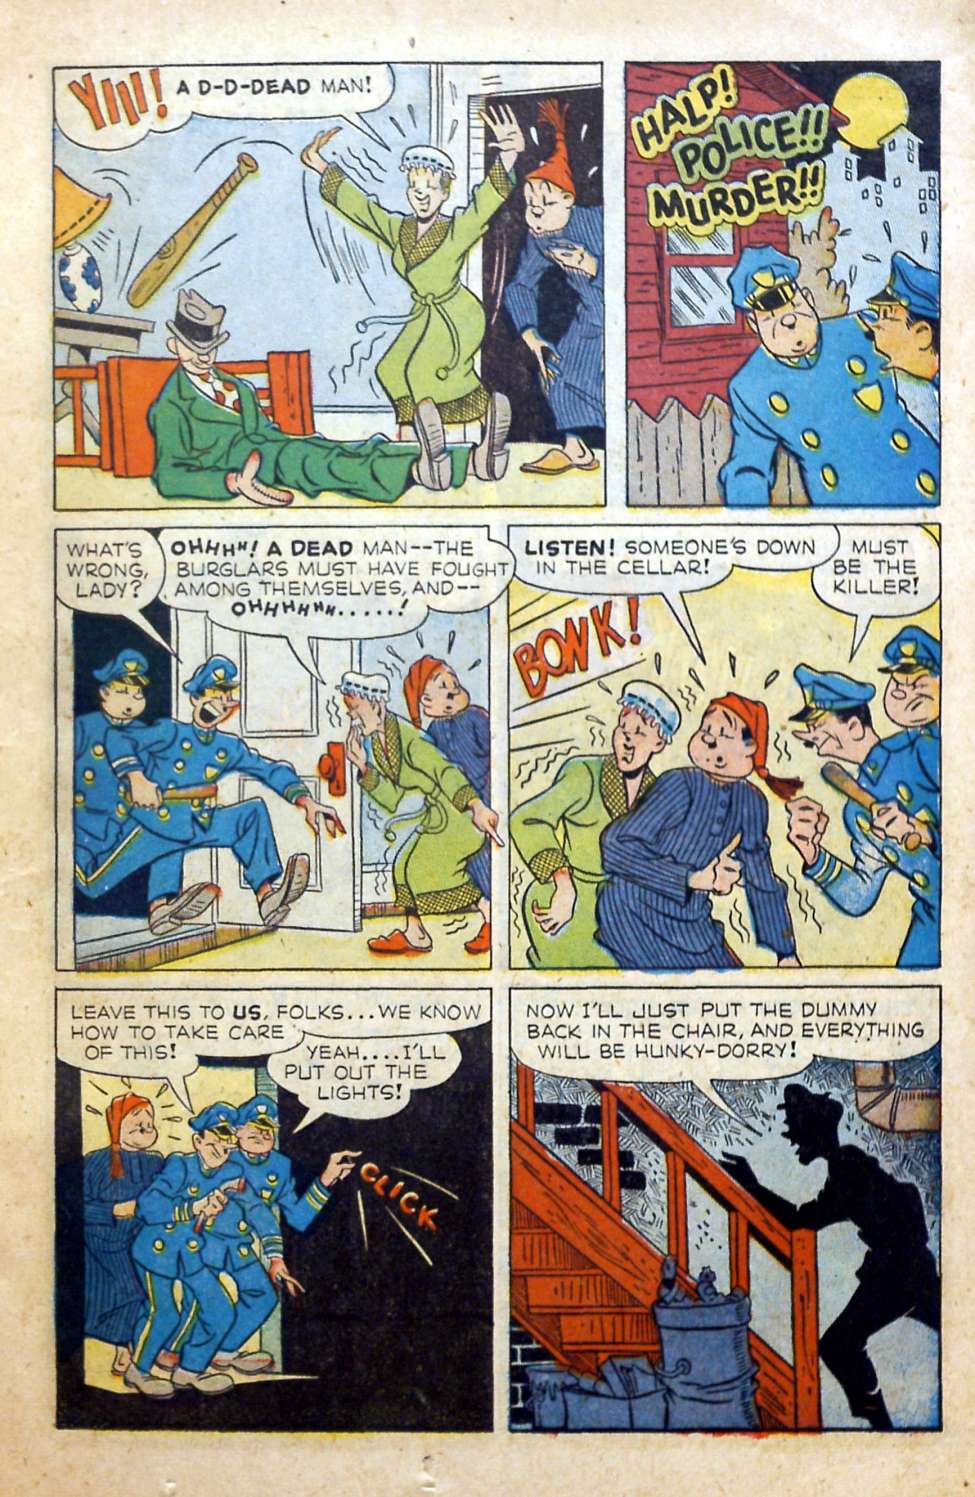 YIII! A D-D-DEAD MAN!
HALP!
POLICE!!
MURDER!!
WHAT'S
WRONG,
LADY?
OHHHH! A DEAD MAN--THE
BURGLARS MUST HAVE FOUGHT
AMONG THEMSELVES, AND--
OHHHHHH......!
LISTEN! SOMEONE'S DOWN
IN THE CELLAR!
MUST
BE THE
KILLER!
BONK!
LEAVE THIS TO US, FOLKS...WE KNOW
HOW TO TAKE CARE
OF THIS!
YEAH....I'LL
PUT OUT THE
LIGHTS!
CLICK
NOW I'LL JUST PUT THE DUMMY
BACK IN THE CHAIR, AND EVERYTHING
WILL BE HUNKY-DORRY!